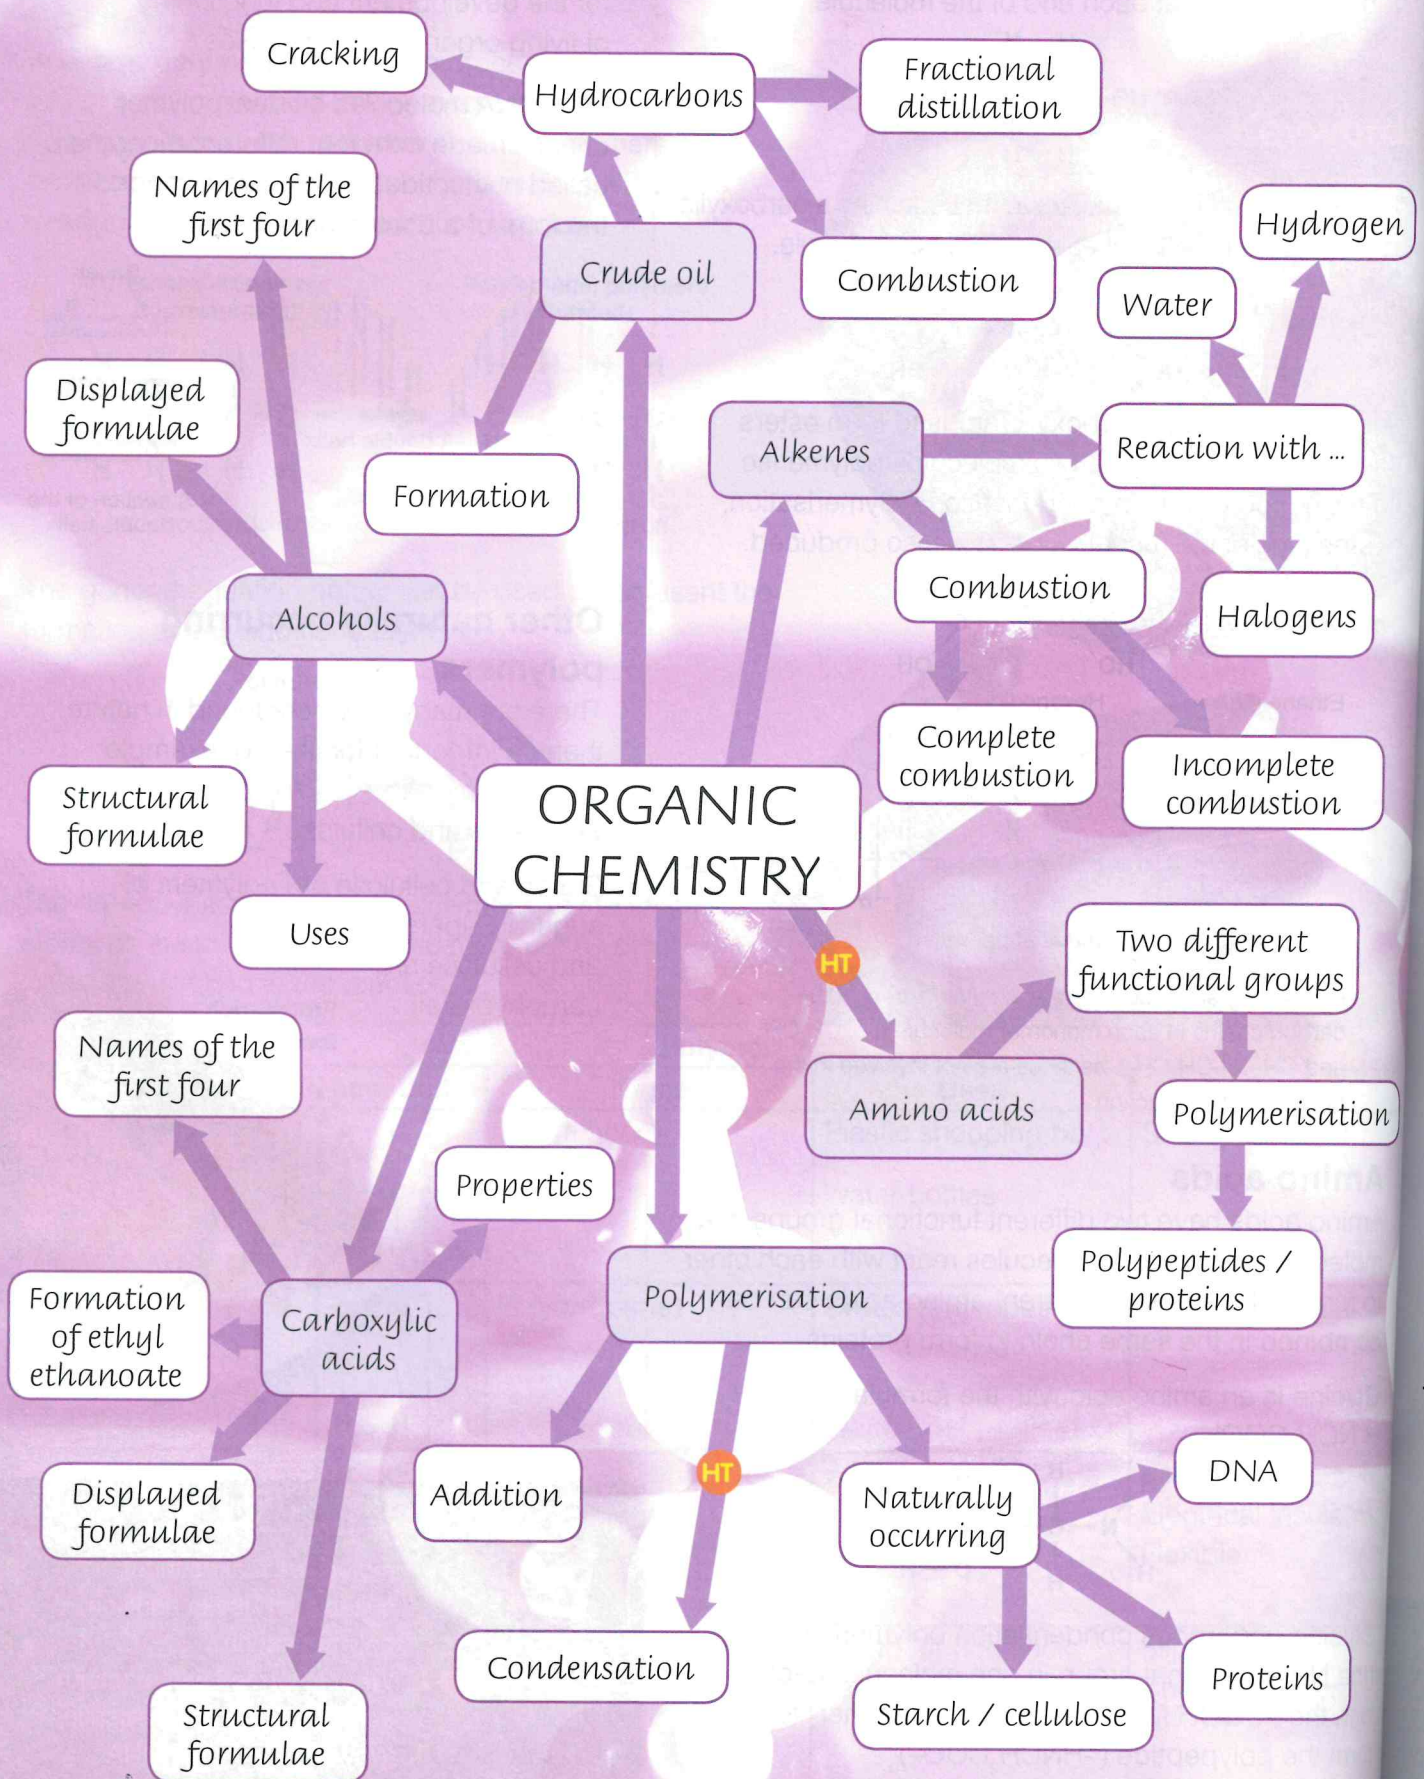 Cracking
Hydrocarbons
Fractional
distillation
Names of the
first four
Hydrogen
Crude oil
Combustion
Water
Displayed
formulae
Alkenes
Reaction with ...
Formation
Combustion
Alcohols
Halogens
Complete
combustion
Incomplete
combustion
Structural
formulae
ORGANIC
CHEMISTRY
Uses
Two different
functional groups
HT
Names of the
first four
Amino acids
Polymerisation
Properties
Polypeptides /
proteins
Formation
of ethyl
ethanoate
Carboxylic
acids
Polymerisation
Displayed
formulae
Addition
HT
Naturally
occurring
DNA
Condensation
Proteins
Starch / cellulose
Structural
formulae